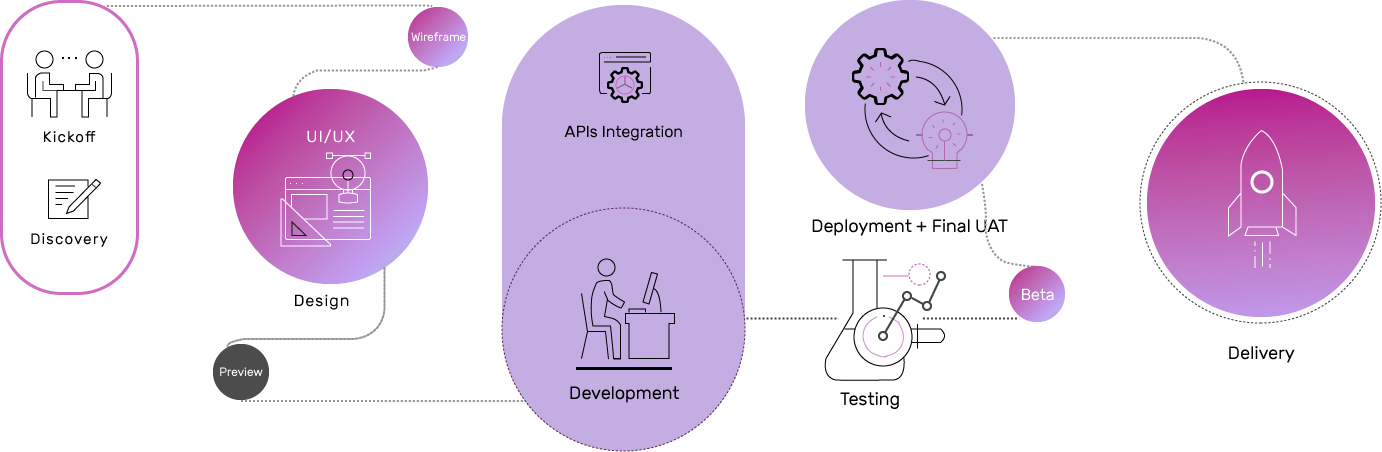 Kickoff
Discovery
Wireframe
UI/UX
Design
Preview
APIs Integration
Development
Testing
Beta
Deployment + Final UAT
Delivery